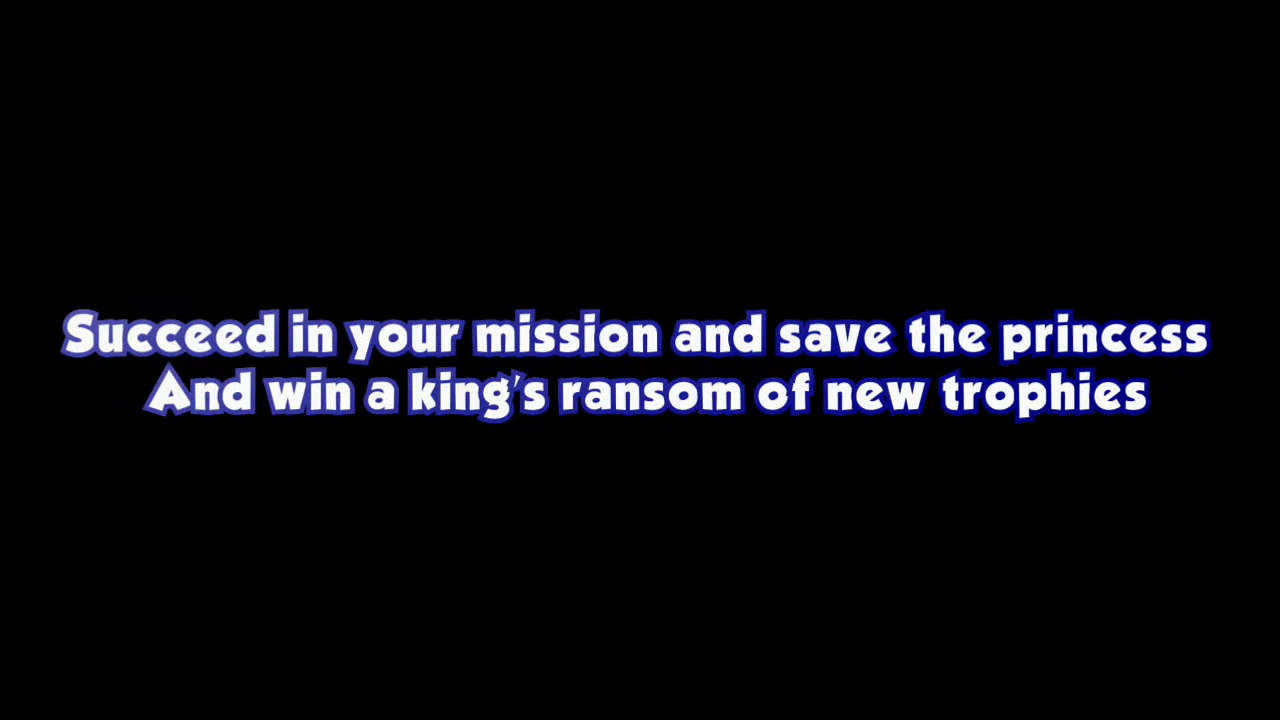 Succeed in your mission and save the princess
And win a king's ransom of new trophies